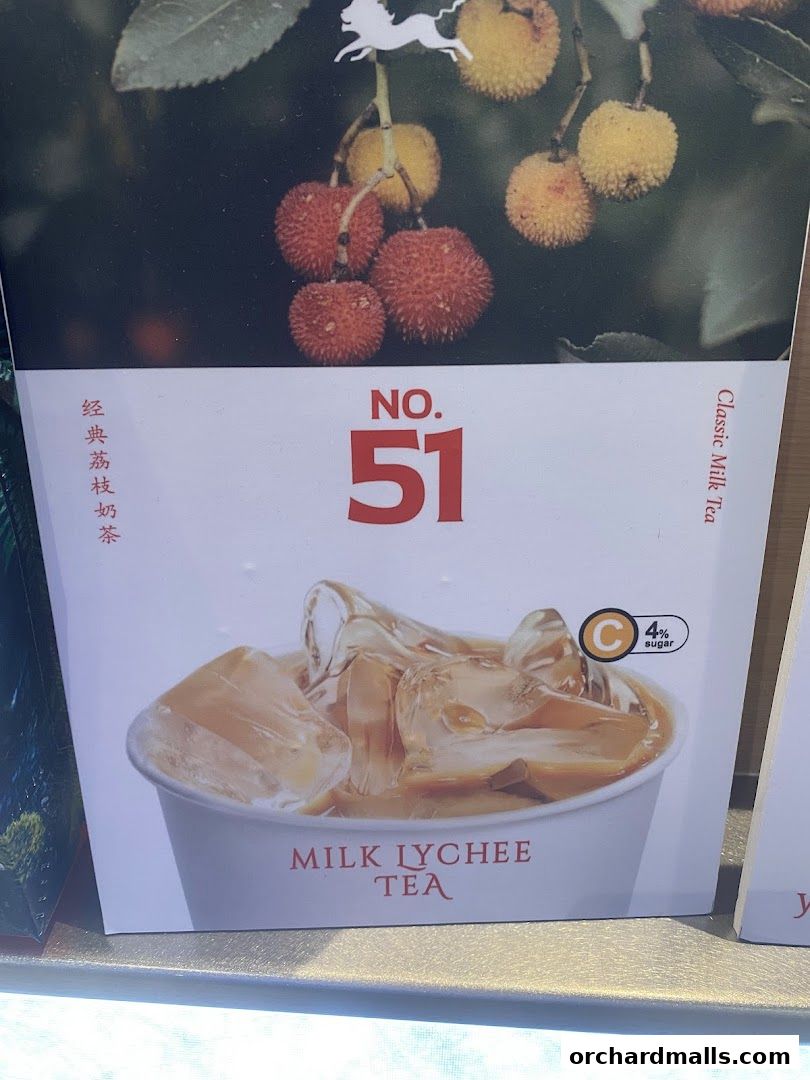 NO.
51
经典荔枝奶茶
Classic Milk Tea
C
4%
sugar
MILK LYCHEE
TEA
orchardmalls.com